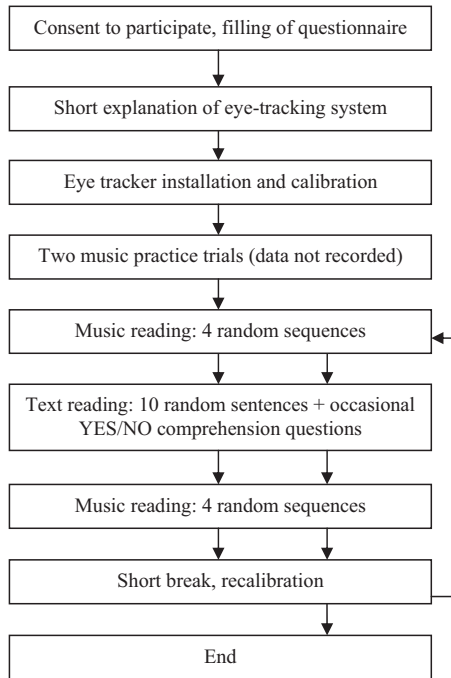 Consent to participate, filling of questionnaire
Short explanation of eye-tracking system
Eye tracker installation and calibration
Two music practice trials (data not recorded)
Music reading: 4 random sequences
Text reading: 10 random sentences + occasional
YES/NO comprehension questions
Music reading: 4 random sequences
Short break, recalibration
End